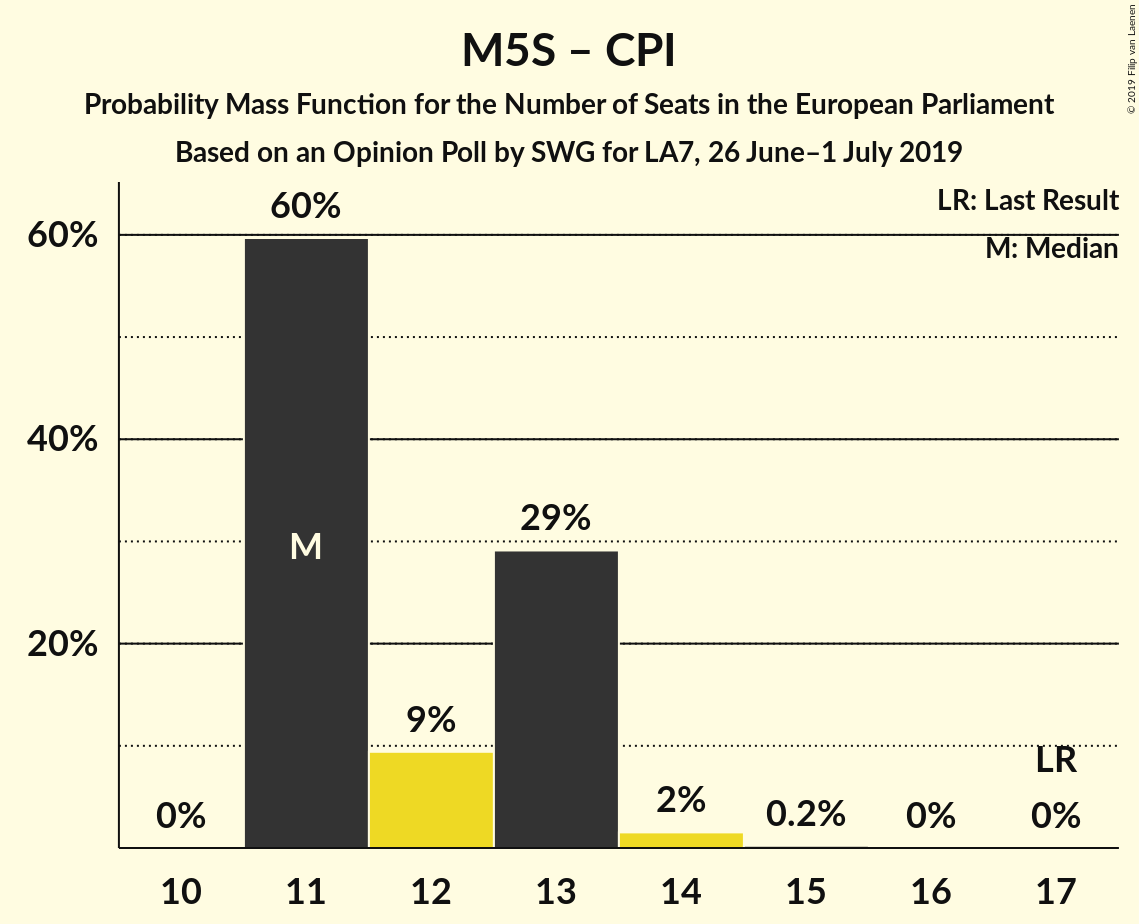 M5S – CPI
Probability Mass Function for the Number of Seats in the European Parliament
Based on an Opinion Poll by SWG for LA7, 26 June–1 July 2019
© 2019 Filip van Laenen
LR: Last Result
M: Median
60%
40%
20%
0%
60%
M
9%
29%
2%
0.2%
0%
LR
0%
10 11 12 13 14 15 16 17